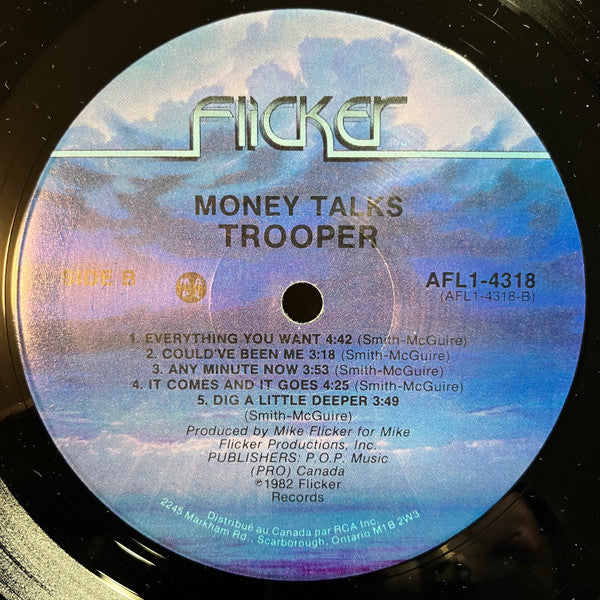 Flicker
MONEY TALKS
TROOPER
SIDE B
AFL1-4318
(AFL1-4318-B)
1. EVERYTHING YOU WANT 4:42 (Smith-McGuire)
2. COULD'VE BEEN ME 3:18 (Smith-McGuire)
3. ANY MINUTE NOW 3:53 (Smith-McGuire)
4. IT COMES AND IT GOES 4:25 (Smith-McGuire)
5. DIG A LITTLE DEEPER 3:49
(Smith-McGuire)
Produced by Mike Flicker for Mike
Flicker Productions, Inc.
PUBLISHERS: P.O.P. Music
(PRO) Canada
℗1982 Flicker
Records
Distribué au Canada par RCA Inc.
2245 Markham Rd., Scarborough, Ontario M1B 2W3